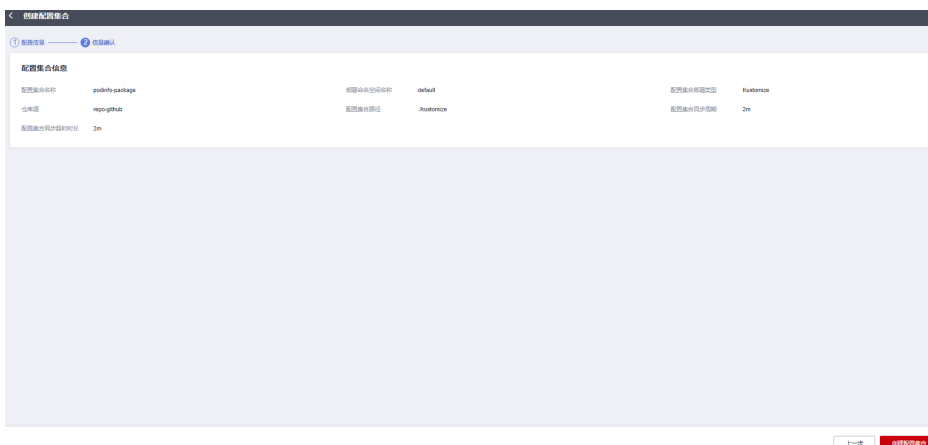 创建配置集合
1 配置信息 2 信息确认
配置集合信息
配置集合名称 podinfo-package 部署命名空间名称 default 配置集合部署类型 Kustomize
仓库源 repo-github 配置集合路径 ./kustomize 配置集合同步周期 2m
配置集合同步超时时长 2m
上一步 创建配置集合